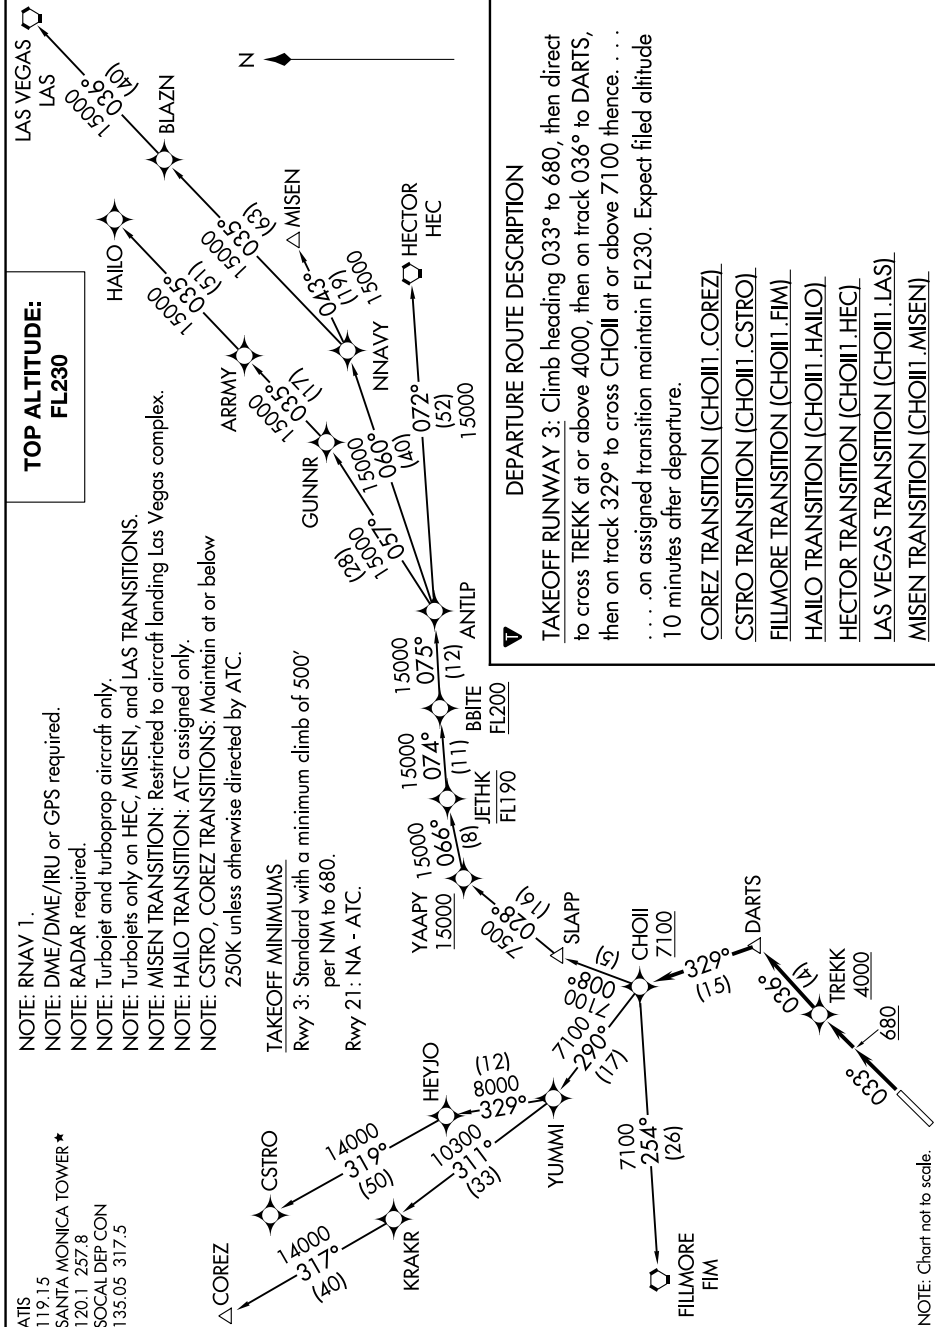 ATIS
119.15
SANTA MONICA TOWER★
120.1 257.8
SOCAL DEP CON
135.05 317.5
NOTE: RNAV 1.
NOTE: DME/DME/IRU or GPS required.
NOTE: RADAR required.
NOTE: Turbojet and turboprop aircraft only.
NOTE: Turbojets only on HEC, MISEN, and LAS TRANSITIONS.
NOTE: MISEN TRANSITION: Restricted to aircraft landing Las Vegas complex.
NOTE: HAILO TRANSITION: ATC assigned only.
NOTE: CSTRO, COREZ TRANSITIONS: Maintain at or below
250K unless otherwise directed by ATC.
TOP ALTITUDE:
FL230
TAKEOFF MINIMUMS
Rwy 3: Standard with a minimum climb of 500'
per NM to 680.
Rwy 21: NA - ATC.
LAS VEGAS
LAS
15000
036°
(40)
BLAZN
N
HAILO
15000
035°
(51)
15000
035°
(63)
MISEN
ARRMY
043°
(19)
15000
NNAVY
HECTOR
HEC
15000
035°
(17)
GUNNR
15000
060°
(40)
072°
(52)
15000
(28)
15000
057°
ANTLP
15000
075°
(12)
BBITE
FL200
15000
074°
(11)
JETHK
FL190
15000
066°
(8)
YAAPY
15000
7500
028°
(16)
SLAPP
7100
008°
(5)
CHOII
7100
329°
(15)
DARTS
036°
(4)
TREKK
4000
680
033°
7100
290°
(17)
YUMMI
8000
329°
(12)
HEYJO
14000
319°
(50)
CSTRO
10300
311°
(33)
KRAKR
14000
317°
(40)
COREZ
7100
254°
(26)
FILLMORE
FIM
NOTE: Chart not to scale.
T
DEPARTURE ROUTE DESCRIPTION
TAKEOFF RUNWAY 3: Climb heading 033° to 680, then direct
to cross TREKK at or above 4000, then on track 036° to DARTS,
then on track 329° to cross CHOII at or above 7100 thence. . . .
. . . .on assigned transition maintain FL230. Expect filed altitude
10 minutes after departure.
COREZ TRANSITION (CHOII1.COREZ)
CSTRO TRANSITION (CHOII1.CSTRO)
FILLMORE TRANSITION (CHOII1.FIM)
HAILO TRANSITION (CHOII1.HAILO)
HECTOR TRANSITION (CHOII1.HEC)
LAS VEGAS TRANSITION (CHOII1.LAS)
MISEN TRANSITION (CHOII1.MISEN)